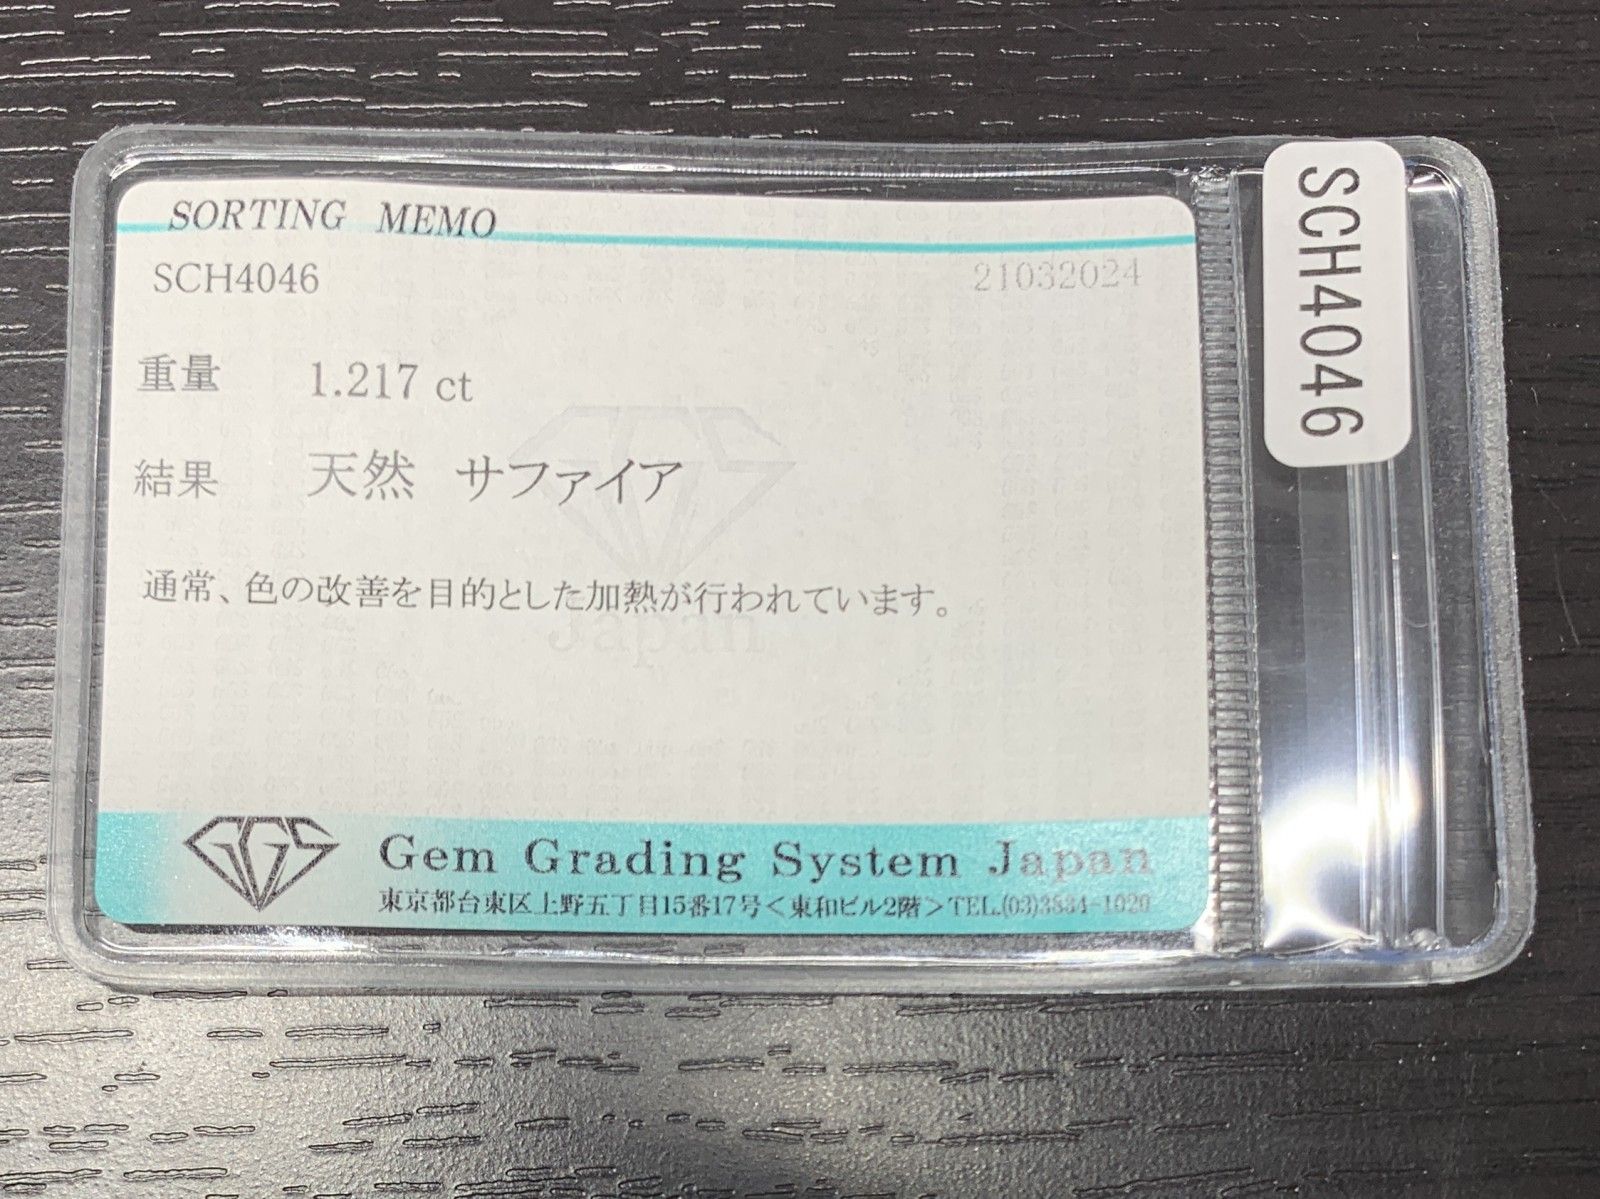 SORTING MEMO
SCH4046 21032024
重量 1.217 ct
結果 天然 サファイア
通常、色の改善を目的とした加熱が行われています。
Japan
GGS Gem Grading System Japan
東京都台東区上野五丁目15番17号<東和ビル2階>TEL.(03)3834-1020
SCH4046